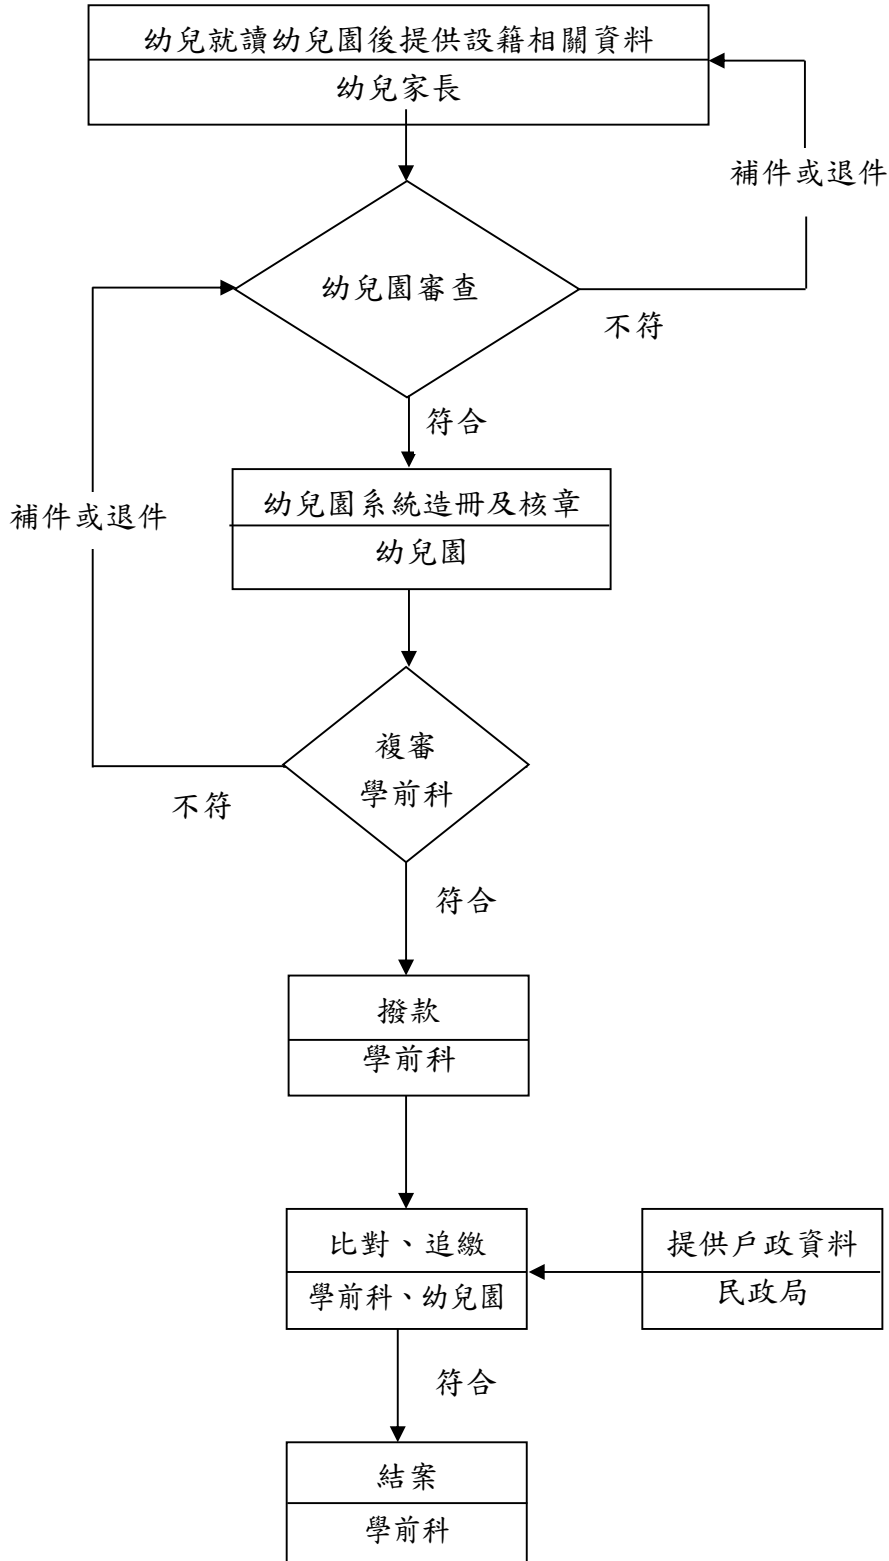 幼兒就讀幼兒園後提供設籍相關資料
幼兒家長
補件或退件
幼兒園審查
不符
符合
補件或退件
幼兒園系統造冊及核章
幼兒園
複審
學前科
不符
符合
撥款
學前科
比對、追繳
學前科、幼兒園
提供戶政資料
民政局
符合
結案
學前科